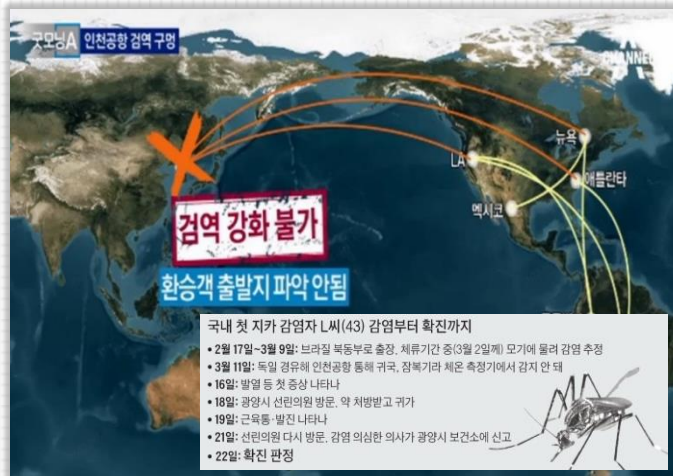 굿모닝A 인천공항 검역 구멍
CHANNEL A
뉴욕
LA
애틀란타
멕시코
검역 강화 불가
환승객 출발지 파악 안됨
국내 첫 지카 감염자 L씨(43) 감염부터 확진까지
• 2월 17일~3월 9일: 브라질 북동부로 출장, 체류기간 중(3월 2일께) 모기에 물려 감염 추정
• 3월 11일: 독일 경유해 인천공항 통해 귀국, 잠복기라 체온 측정기에서 감지 안 돼
• 16일: 발열 등 첫 증상 나타나
• 18일: 광양시 선린의원 방문, 약 처방받고 귀가
• 19일: 근육통·발진 나타나
• 21일: 선린의원 다시 방문, 감염 의심한 의사가 광양시 보건소에 신고
• 22일: 확진 판정